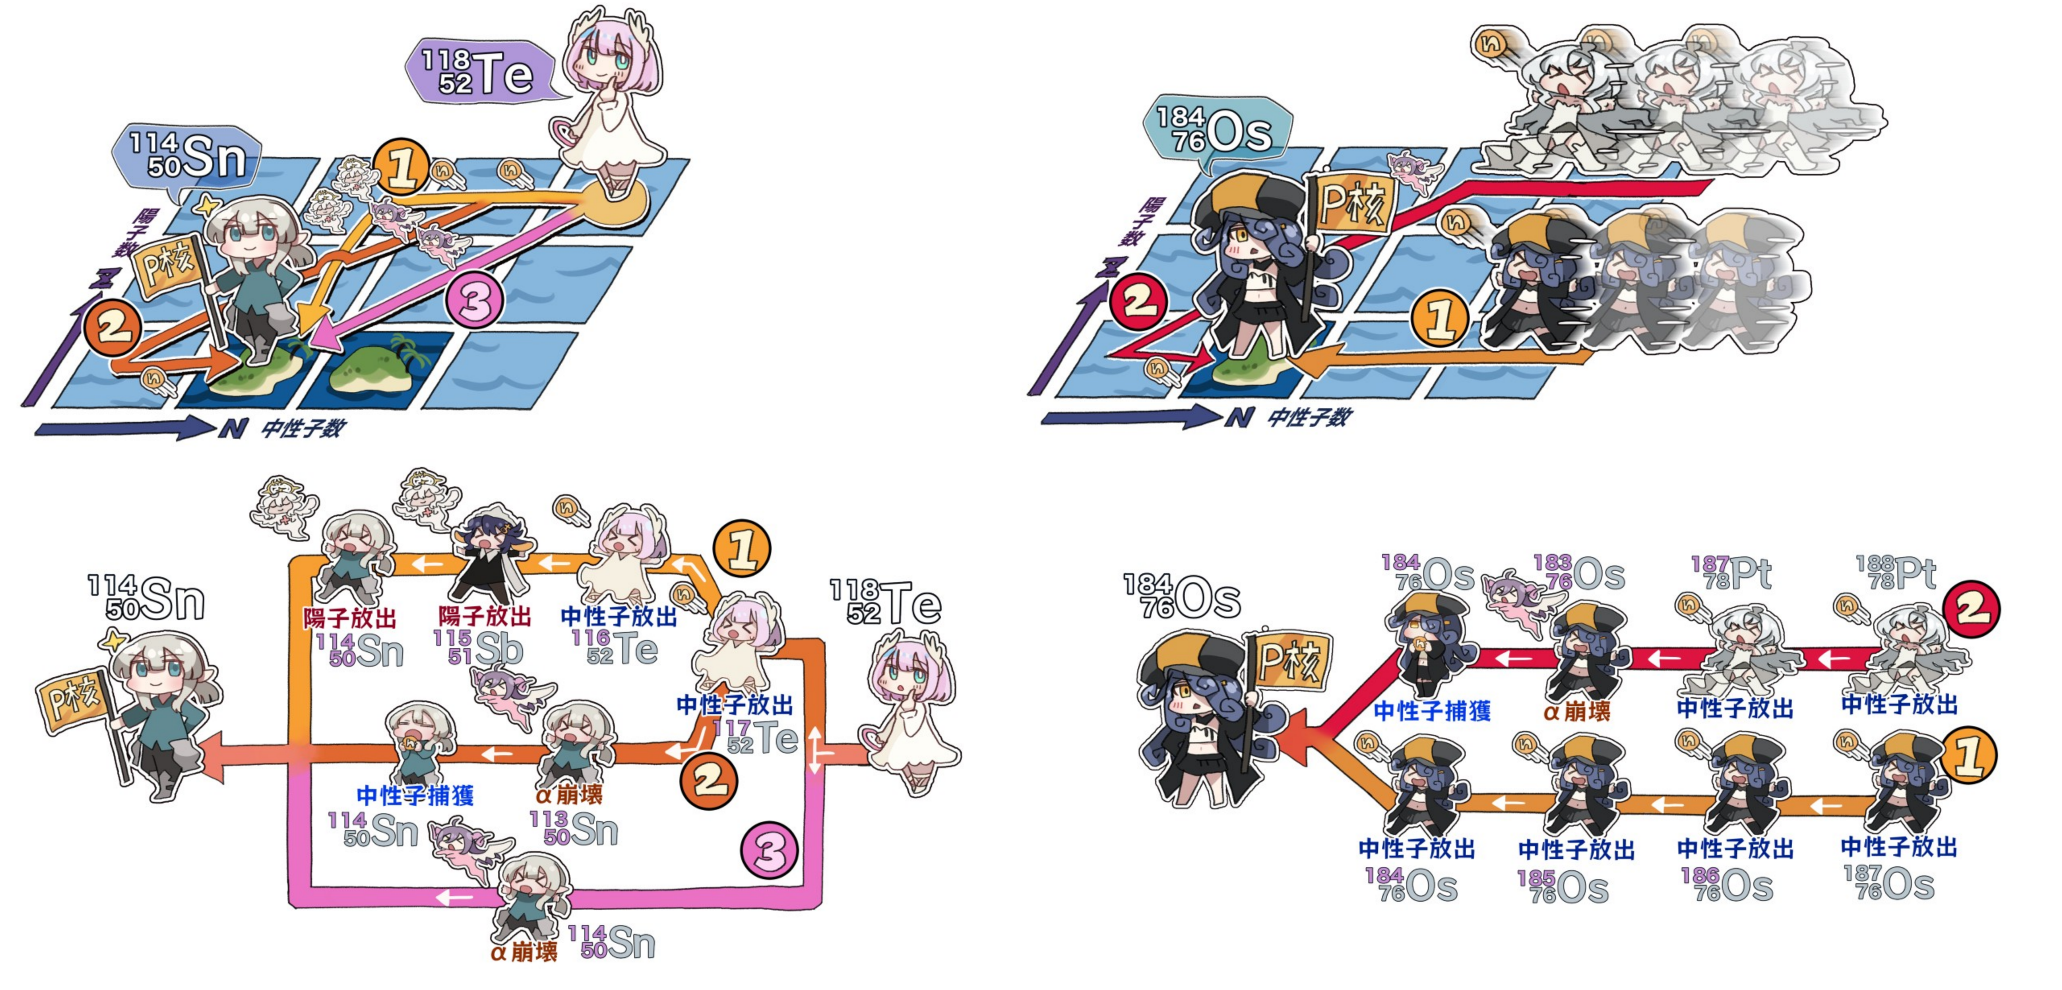 118
52Te
114
50Sn
1
n
n
陽子数
Z
P核
2
3
n
N 中性子数
n
n
n
184
76Os
P核
n
陽子数
Z
2
1
n
N 中性子数
1
n
n
陽子放出
114
50Sn
陽子放出
115
51Sb
中性子放出
116
52Te
114
50Sn
P核
118
52Te
中性子放出
117
52Te
2
中性子捕獲
114
50Sn
α崩壊
113
50Sn
3
α崩壊
114
50Sn
184
76Os
P核
184
76Os
183
76Os
187
78Pt
188
78Pt
2
n
n
n
中性子捕獲
α崩壊
中性子放出
中性子放出
1
n
n
n
n
中性子放出
中性子放出
中性子放出
中性子放出
184
76Os
185
76Os
186
76Os
187
76Os